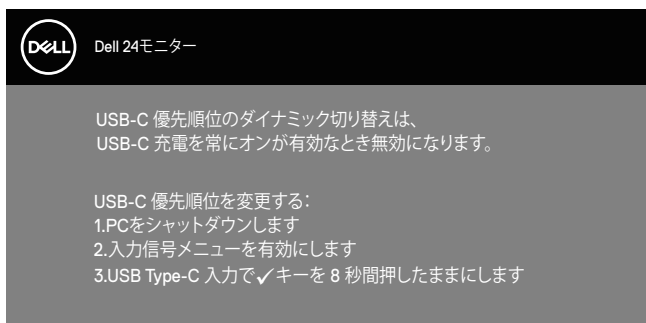 DELL
Dell 24モニター
USB-C 優先順位のダイナミック切り替えは、
USB-C 充電を常にオンが有効なとき無効になります。
USB-C 優先順位を変更する：
1.PCをシャットダウンします
2.入力信号メニューを有効にします
3.USB Type-C 入力で✓キーを 8 秒間押したままにします